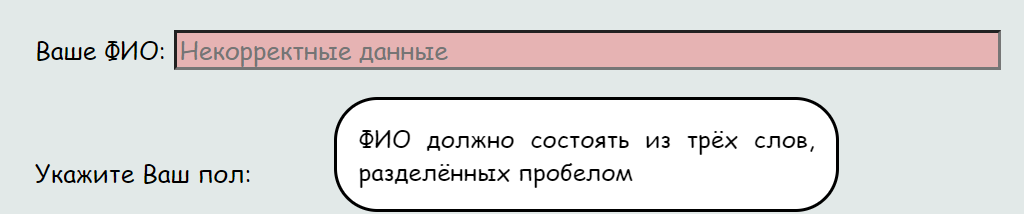 Ваше ФИО: Некорректные данные
ФИО должно состоять из трёх слов,
разделённых пробелом
Укажите Ваш пол: